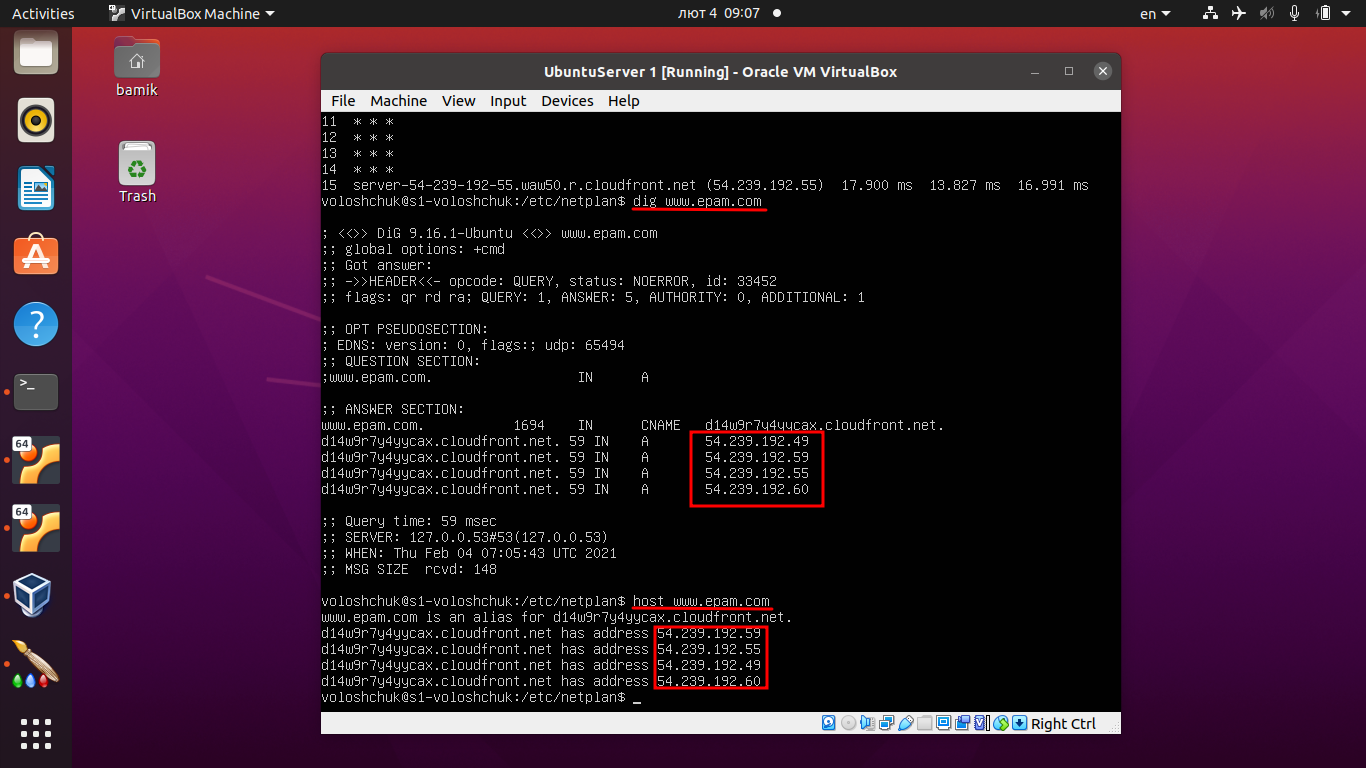 Activities
VirtualBox Machine
лют 4 09:07
en
bamik
Trash
64
64
>_
?
UbuntuServer 1 [Running] - Oracle VM VirtualBox
File Machine View Input Devices Help
11 * * *
12 * * *
13 * * *
14 * * *
15 server-54-239-192-55.waw50.r.cloudfront.net (54.239.192.55) 17.900 ms 13.827 ms 16.991 ms
voloshchuk@s1-voloshchuk:/etc/netplan$ dig www.epam.com
; <<>> DiG 9.16.1-Ubuntu <<>> www.epam.com
;; global options: +cmd
;; Got answer:
;; ->>HEADER<<- opcode: QUERY, status: NOERROR, id: 33452
;; flags: qr rd ra; QUERY: 1, ANSWER: 5, AUTHORITY: 0, ADDITIONAL: 1
;; OPT PSEUDOSECTION:
; EDNS: version: 0, flags:; udp: 65494
;; QUESTION SECTION:
;www.epam.com. IN A
;; ANSWER SECTION:
www.epam.com. 1694 IN CNAME d14w9r7y4yycax.cloudfront.net.
d14w9r7y4yycax.cloudfront.net. 59 IN A 54.239.192.49
d14w9r7y4yycax.cloudfront.net. 59 IN A 54.239.192.59
d14w9r7y4yycax.cloudfront.net. 59 IN A 54.239.192.55
d14w9r7y4yycax.cloudfront.net. 59 IN A 54.239.192.60
;; Query time: 59 msec
;; SERVER: 127.0.0.53#53(127.0.0.53)
;; WHEN: Thu Feb 04 07:05:43 UTC 2021
;; MSG SIZE rcvd: 148
voloshchuk@s1-voloshchuk:/etc/netplan$ host www.epam.com
www.epam.com is an alias for d14w9r7y4yycax.cloudfront.net.
d14w9r7y4yycax.cloudfront.net has address 54.239.192.59
d14w9r7y4yycax.cloudfront.net has address 54.239.192.55
d14w9r7y4yycax.cloudfront.net has address 54.239.192.49
d14w9r7y4yycax.cloudfront.net has address 54.239.192.60
voloshchuk@s1-voloshchuk:/etc/netplan$ _
Right Ctrl